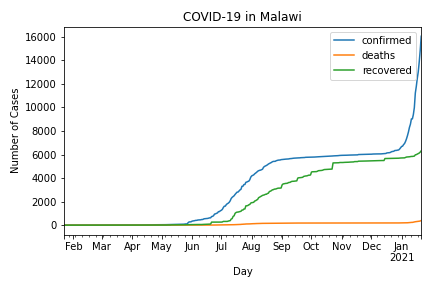 COVID-19 in Malawi
Number of Cases
16000
14000
12000
10000
8000
6000
4000
2000
0
confirmed
deaths
recovered
Feb Mar Apr May Jun Jul Aug Sep Oct Nov Dec Jan
2021
Day